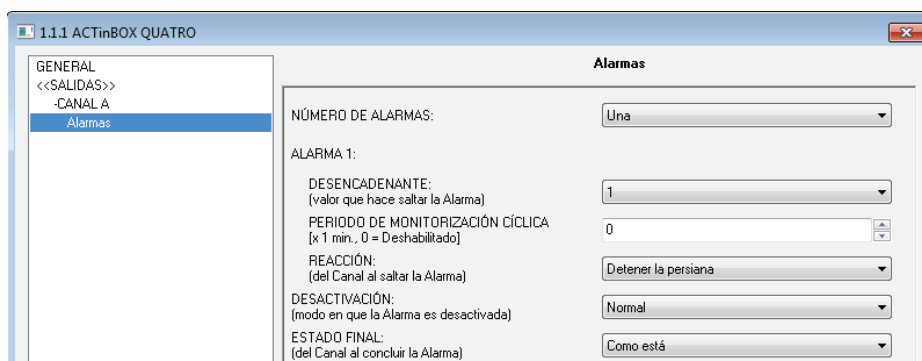 1.1.1 ACTinBOX QUATRO
GENERAL
<<SALIDAS>>
-CANAL A
Alarmas
Alarmas
NÚMERO DE ALARMAS:
Una
ALARMA 1:
DESENCADENANTE:
(valor que hace saltar la Alarma)
1
PERIODO DE MONITORIZACIÓN CÍCLICA
[x 1 min., 0 = Deshabilitado]
0
REACCIÓN:
(del Canal al saltar la Alarma)
Detener la persiana
DESACTIVACIÓN:
(modo en que la Alarma es desactivada)
Normal
ESTADO FINAL:
(del Canal al concluir la Alarma)
Como está